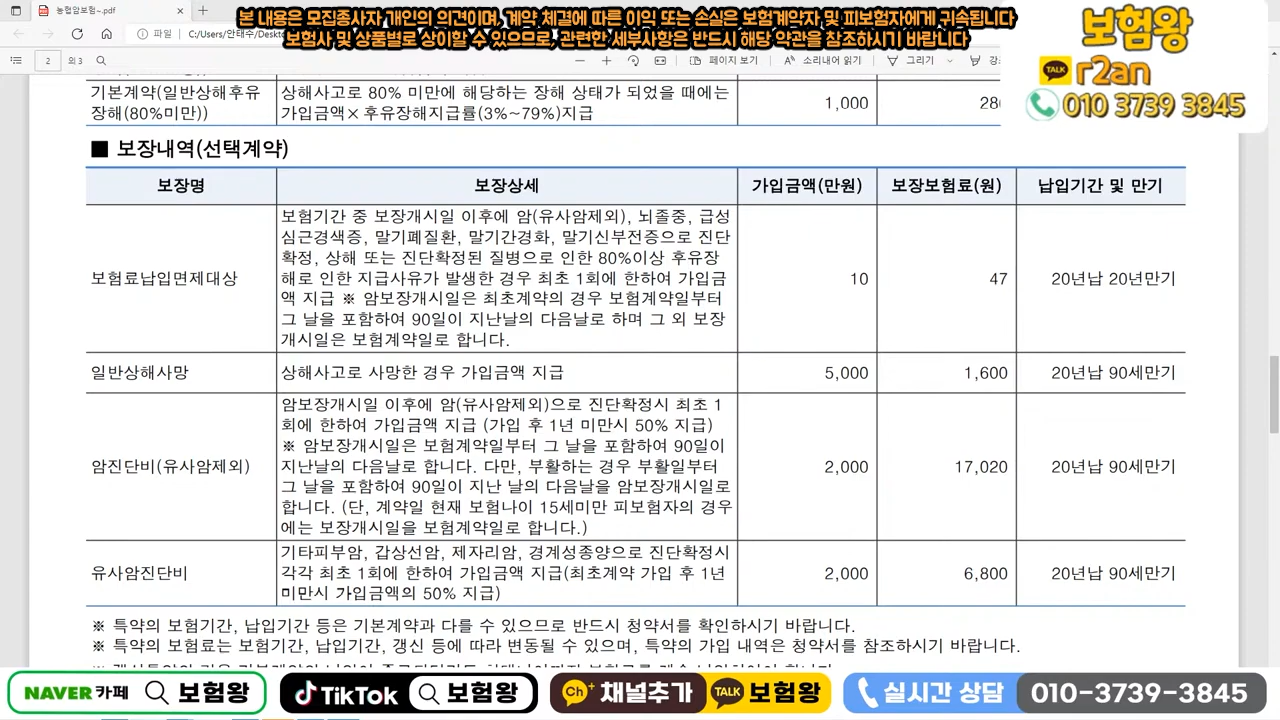 농협암보험~.pdf
본 내용은 모집종사자 개인의 의견이며, 계약 체결에 따른 이익 또는 손실은 보험계약자 및 피보험자에게 귀속됩니다
보험사 및 상품별로 상이할 수 있으므로, 관련한 세부사항은 반드시 해당 약관을 참조하시기 바랍니다
보험왕
TALK r2an
010 3739 3845
파일 C:/Users/안태수/Deskto
2 의 3
페이지 보기
소리내어 읽기
그리기
기본계약(일반상해후유
장해(80%미만))
상해사고로 80% 미만에 해당하는 장해 상태가 되었을 때에는
가입금액×후유장해지급률(3%~79%)지급
1,000
■ 보장내역(선택계약)
보장명 보장상세 가입금액(만원) 보장보험료(원) 납입기간 및 만기
보험료납입면제대상
보험기간 중 보장개시일 이후에 암(유사암제외), 뇌졸중, 급성
심근경색증, 말기폐질환, 말기간경화, 말기신부전증으로 진단
확정, 상해 또는 진단확정된 질병으로 인한 80%이상 후유장
해로 인한 지급사유가 발생한 경우 최초 1회에 한하여 가입금
액 지급 ※ 암보장개시일은 최초계약의 경우 보험계약일부터
그 날을 포함하여 90일이 지난날의 다음날로 하며 그 외 보장
개시일은 보험계약일로 합니다.
10 47 20년납 20년만기
일반상해사망 상해사고로 사망한 경우 가입금액 지급 5,000 1,600 20년납 90세만기
암진단비(유사암제외)
암보장개시일 이후에 암(유사암제외)으로 진단확정시 최초 1
회에 한하여 가입금액 지급 (가입 후 1년 미만시 50% 지급)
※ 암보장개시일은 보험계약일부터 그 날을 포함하여 90일이
지난날의 다음날로 합니다. 다만, 부활하는 경우 부활일부터
그 날을 포함하여 90일이 지난 날의 다음날을 암보장개시일로
합니다. (단, 계약일 현재 보험나이 15세미만 피보험자의 경우
에는 보장개시일을 보험계약일로 합니다.)
2,000 17,020 20년납 90세만기
유사암진단비
기타피부암, 갑상선암, 제자리암, 경계성종양으로 진단확정시
각각 최초 1회에 한하여 가입금액 지급(최초계약 가입 후 1년
미만시 가입금액의 50% 지급)
2,000 6,800 20년납 90세만기
※ 특약의 보험기간, 납입기간 등은 기본계약과 다를 수 있으므로 반드시 청약서를 확인하시기 바랍니다.
※ 특약의 보험료는 보험기간, 납입기간, 갱신 등에 따라 변동될 수 있으며, 특약의 가입 내역은 청약서를 참조하시기 바랍니다.
NAVER 카페 보험왕
TikTok 보험왕
Ch+ 채널추가 TALK 보험왕
실시간 상담 010-3739-3845